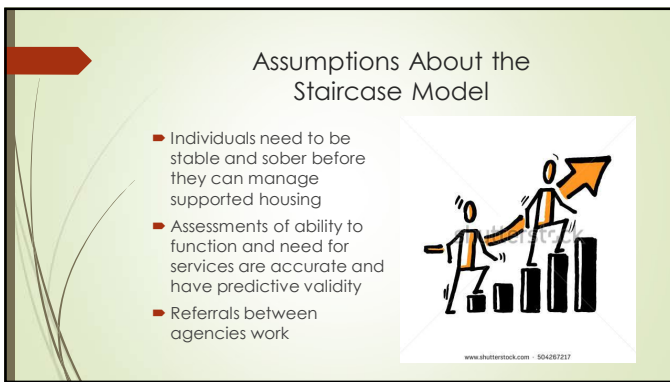 Assumptions About the
Staircase Model
Individuals need to be
stable and sober before
they can manage
supported housing
Assessments of ability to
function and need for
services are accurate and
have predictive validity
Referrals between
agencies work
shutterstock
www.shutterstock.com · 504267217